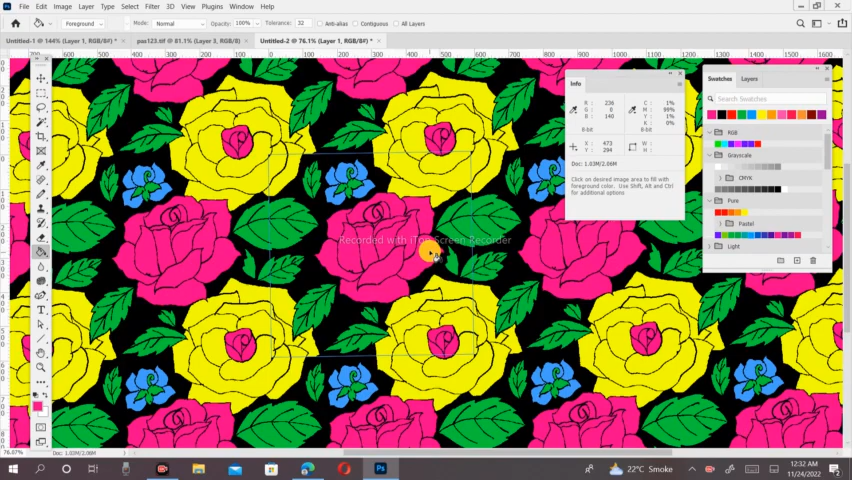 File Edit Image Layer Type Select Filter 3D View Plugins Window Help
Foreground Mode: Normal Opacity: 100% Tolerance: 32 Anti-alias Contiguous All Layers
Untitled-1 @ 144% (Layer 1, RGB/8#) * × pae123.tif @ 81.1% (Layer 3, RGB/8) × Untitled-2 @ 76.1% (Layer 1, RGB/8#) * ×
Info
R : 236
G : 0
B : 140
8-bit
C : 1%
M : 99%
Y : 1%
K : 0%
8-bit
X : 473
Y : 294
W :
H :
Doc: 1.03M/2.06M
Click on desired image area to fill with
foreground color. Use Shift, Alt and Ctrl
for additional options
Swatches Layers
Search Swatches
RGB
Grayscale
CMYK
Pure
Pastel
Light
Recorded with iTop Screen Recorder
76.07% Doc: 1.03M/2.06M
22°C Smoke
12:32 AM
11/24/2022